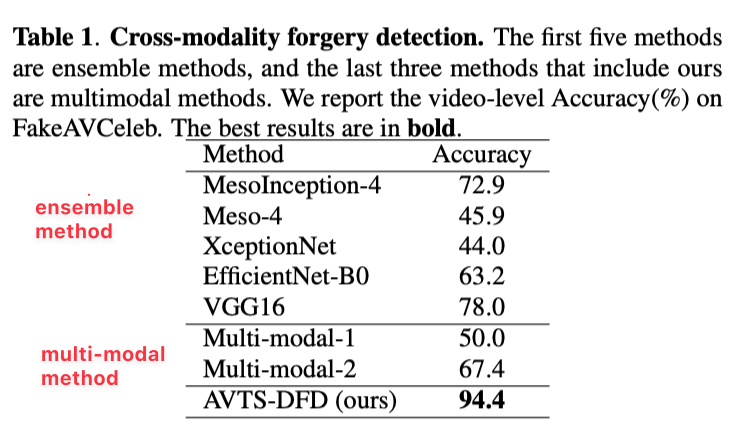 Table 1. Cross-modality forgery detection. The first five methods
are ensemble methods, and the last three methods that include ours
are multimodal methods. We report the video-level Accuracy(%) on
FakeAVCeleb. The best results are in bold.
Method Accuracy
MesoInception-4 72.9
ensemble
method
Meso-4 45.9
XceptionNet 44.0
EfficientNet-B0 63.2
VGG16 78.0
Multi-modal-1 50.0
multi-modal
method
Multi-modal-2 67.4
AVTS-DFD (ours) 94.4